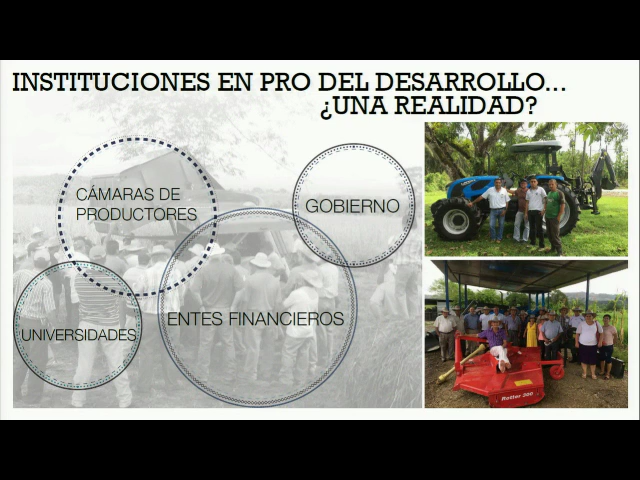 INSTITUCIONES EN PRO DEL DESARROLLO...
¿UNA REALIDAD?
CÁMARAS DE
PRODUCTORES
GOBIERNO
ENTES FINANCIEROS
UNIVERSIDADES
Rotter 300